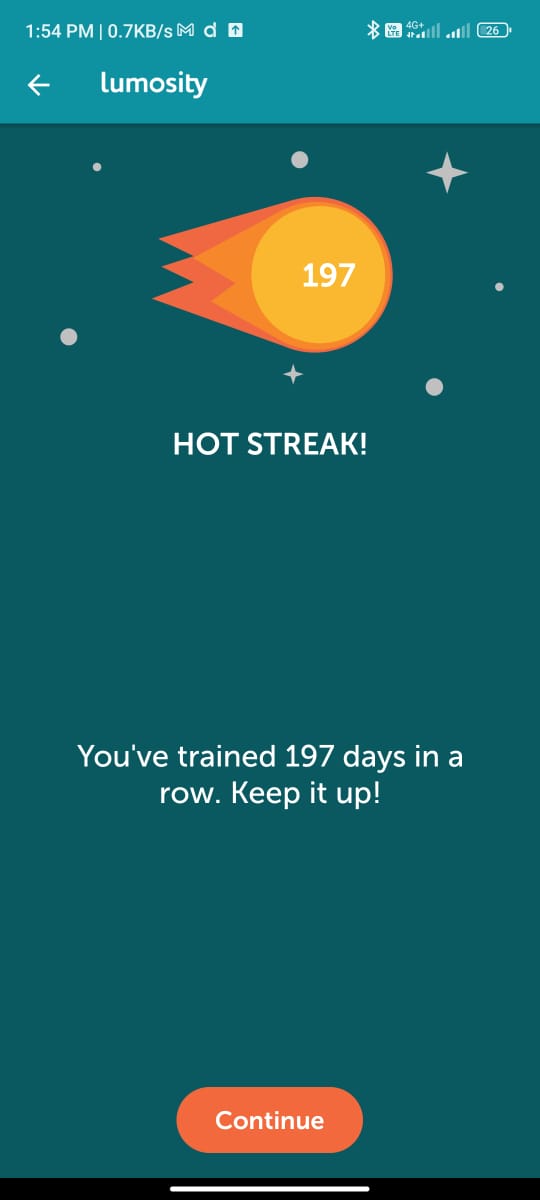 1:54 PM | 0.7KB/s M d Vo LTE 4G+ 26
lumosity
197
HOT STREAK!
You've trained 197 days in a
row. Keep it up!
Continue